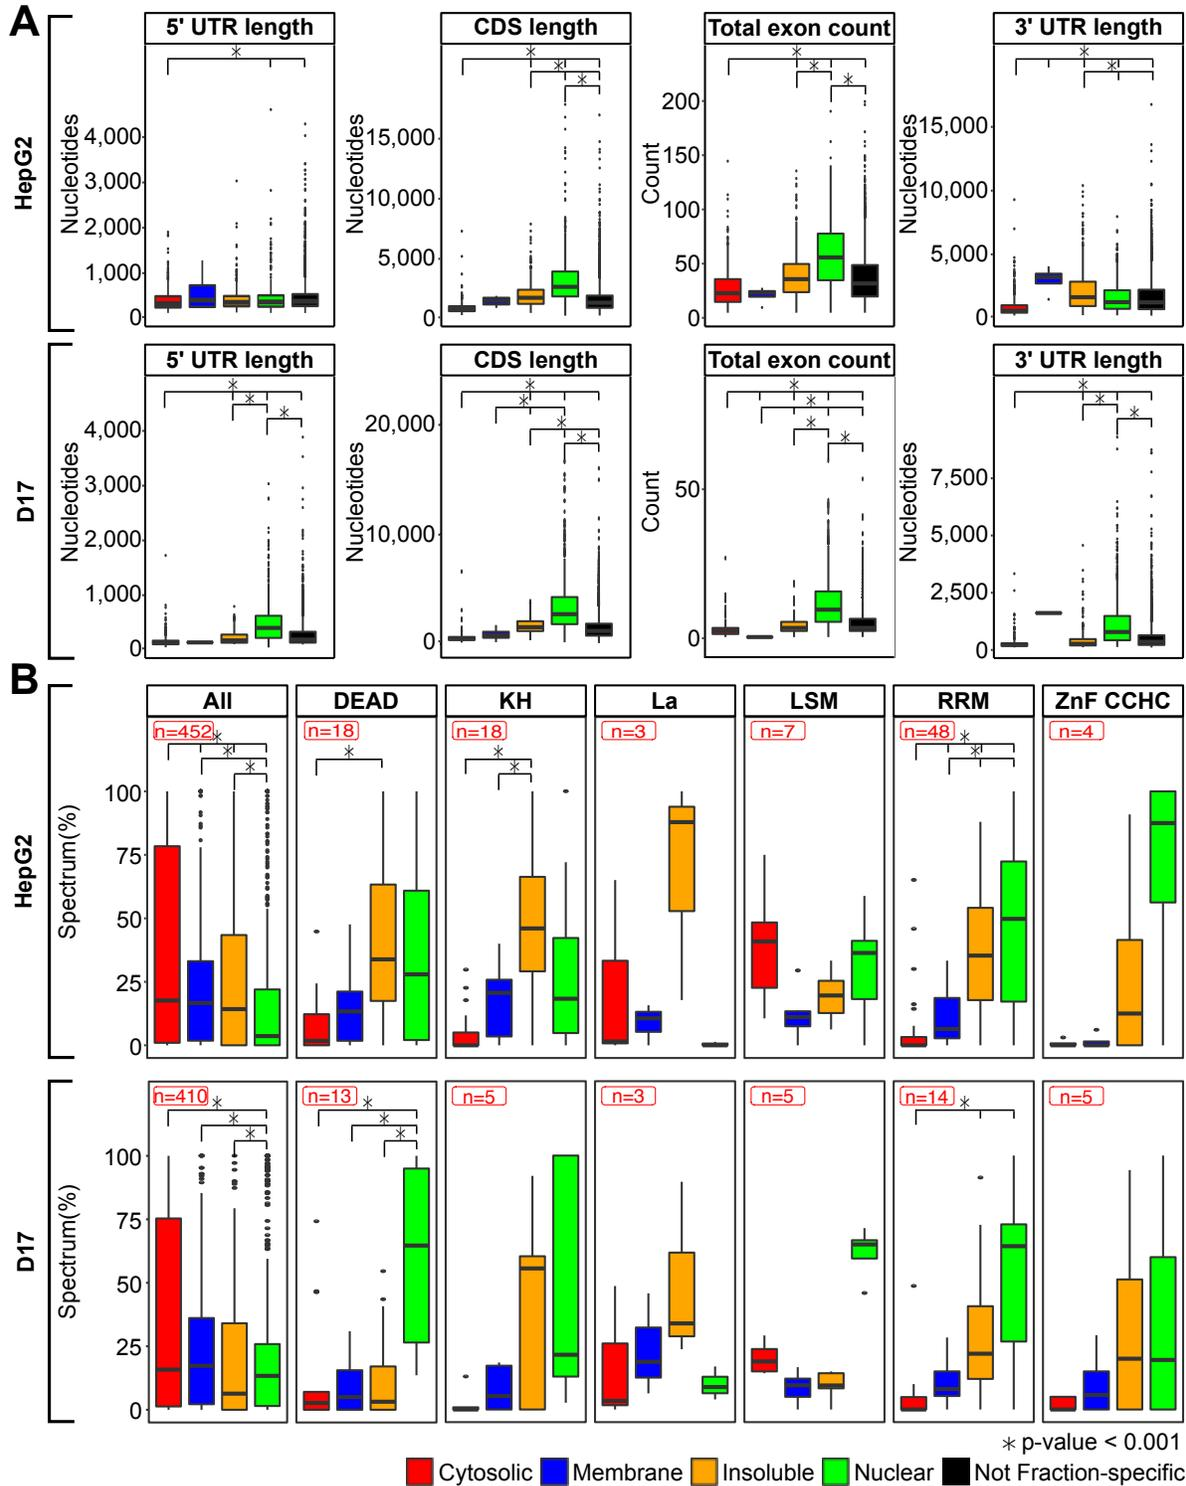 A
HepG2
5' UTR length
CDS length
Total exon count
3' UTR length
*
*
*
*
*
*
*
*
*
Nucleotides
4,000
3,000
2,000
1,000
0
Nucleotides
15,000
10,000
5,000
0
Count
200
150
100
50
0
Nucleotides
15,000
10,000
5,000
0
D17
5' UTR length
CDS length
Total exon count
3' UTR length
*
*
*
*
*
*
*
*
*
*
*
*
*
*
Nucleotides
4,000
3,000
2,000
1,000
0
Nucleotides
20,000
10,000
0
Count
50
0
Nucleotides
7,500
5,000
2,500
0
B
HepG2
All
DEAD
KH
La
LSM
RRM
ZnF CCHC
n=452
n=18
n=18
n=3
n=7
n=48
n=4
*
*
*
*
*
*
*
*
Spectrum(%)
100
75
50
25
0
D17
n=410
n=13
n=5
n=3
n=5
n=14
n=5
*
*
*
*
*
*
*
Spectrum(%)
100
75
50
25
0
* p-value < 0.001
Cytosolic
Membrane
Insoluble
Nuclear
Not Fraction-specific